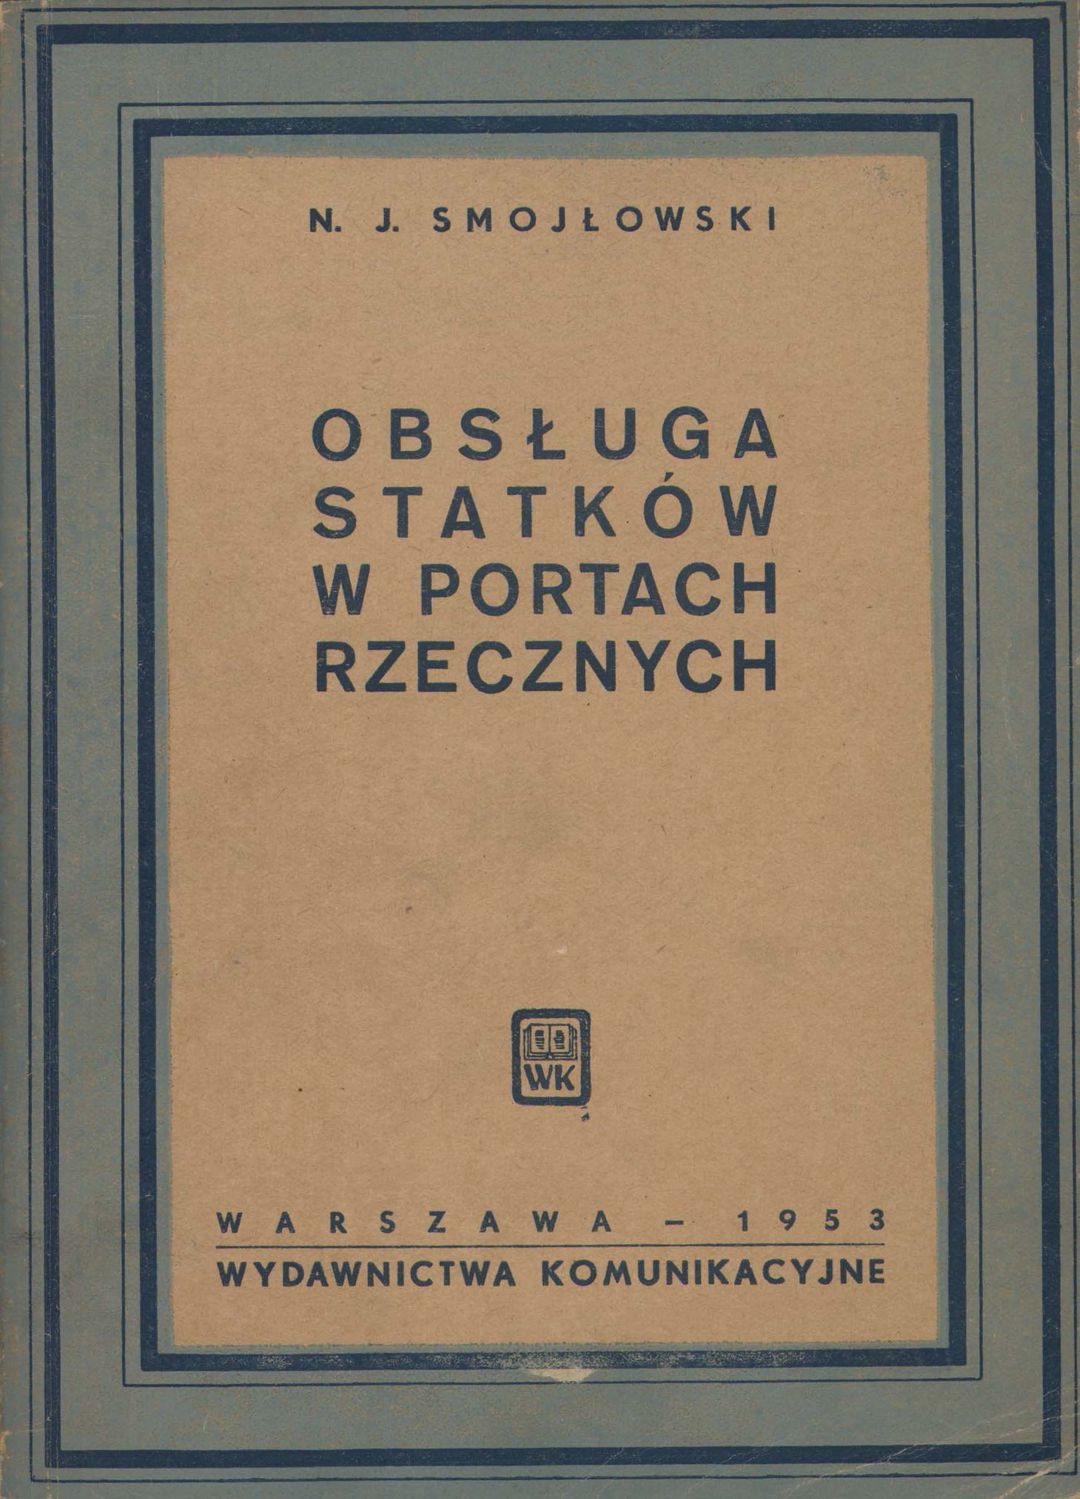 N. J. SMOJŁOWSKI
OBSŁUGA
STATKÓW
W PORTACH
RZECZNYCH
WK
WARSZAWA – 1953
WYDAWNICTWA KOMUNIKACYJNE